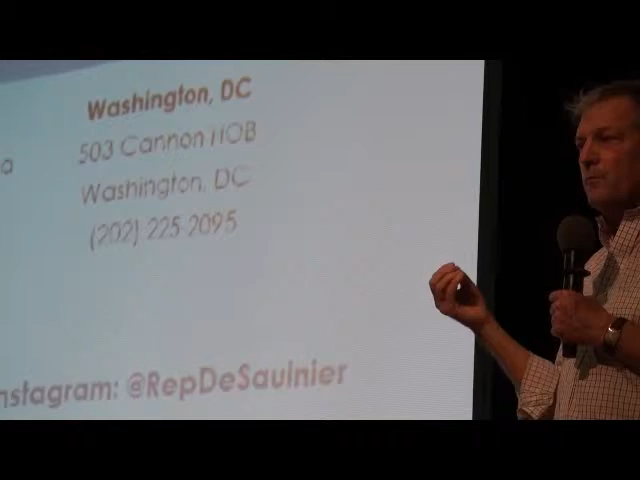 Washington, DC
503 Cannon HOB
a
Washington, DC
(202) 225-2095
nstagram: @RepDeSaulnier